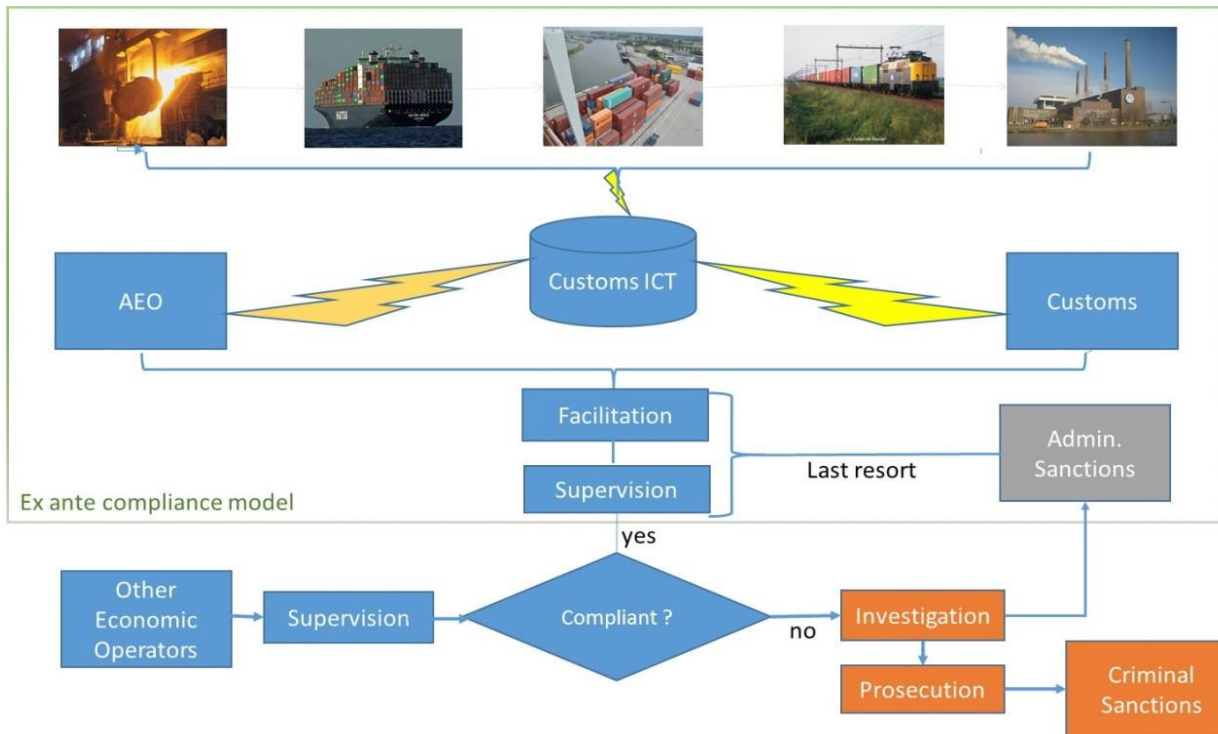 AEO
Customs ICT
Customs
Facilitation
Admin.
Sanctions
Last resort
Supervision
Ex ante compliance model
yes
Other
Economic
Operators
Supervision
Compliant ?
no
Investigation
Prosecution
Criminal
Sanctions